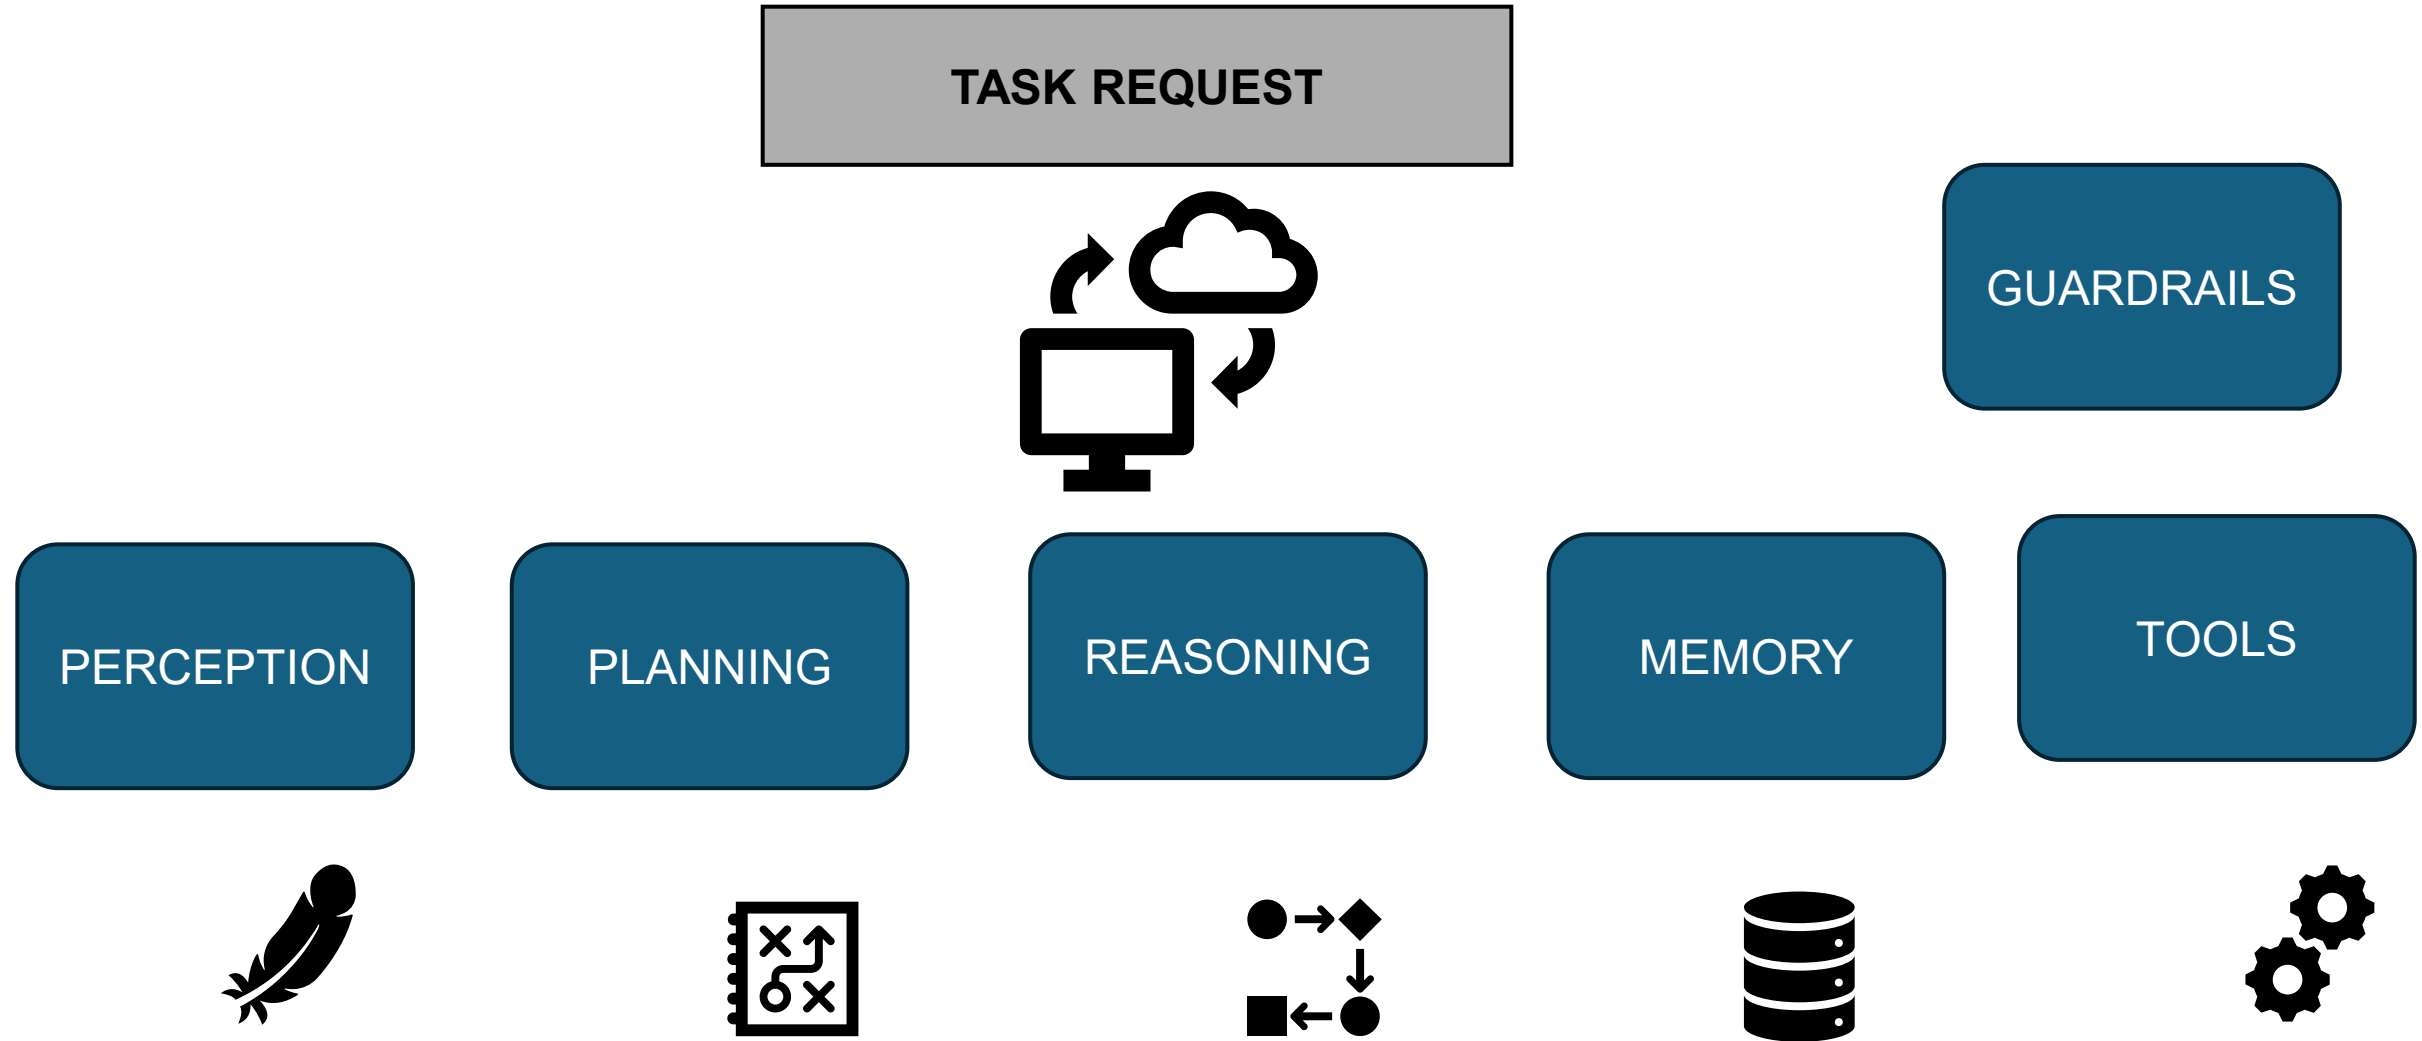 TASK REQUEST
GUARDRAILS
PERCEPTION
PLANNING
REASONING
MEMORY
TOOLS